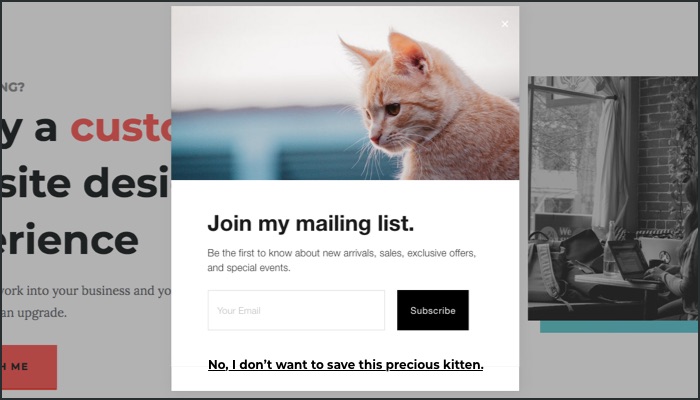 NG?
y a custo
site desi
erience
work into your business and yo
an upgrade.
H ME
×
Join my mailing list.
Be the first to know about new arrivals, sales, exclusive offers,
and special events.
Your Email
Subscribe
No, I don't want to save this precious kitten.